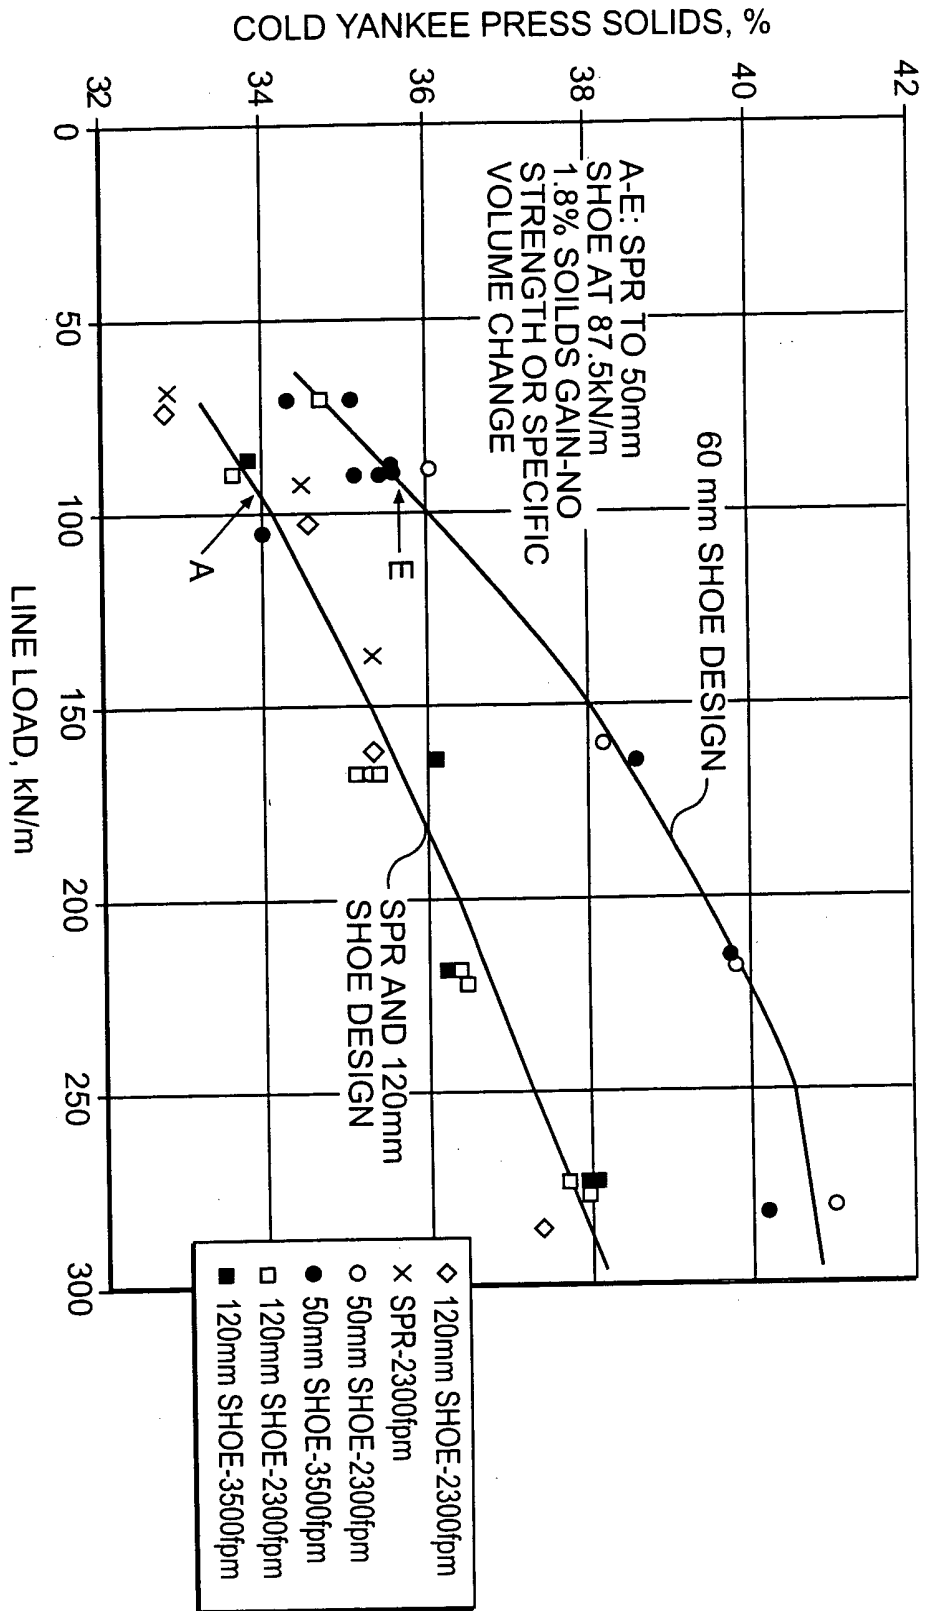 COLD YANKEE PRESS SOLIDS, %
42
40
38
36
34
32
0
50
100
150
200
250
300
LINE LOAD, kN/m
A-E: SPR TO 50mm
SHOE AT 87.5kN/m
1.8% SOILDS GAIN-NO
STRENGTH OR SPECIFIC
VOLUME CHANGE
60 mm SHOE DESIGN
E
A
SPR AND 120mm
SHOE DESIGN
120mm SHOE-2300fpm
SPR-2300fpm
50mm SHOE-2300fpm
50mm SHOE-3500fpm
120mm SHOE-2300fpm
120mm SHOE-3500fpm